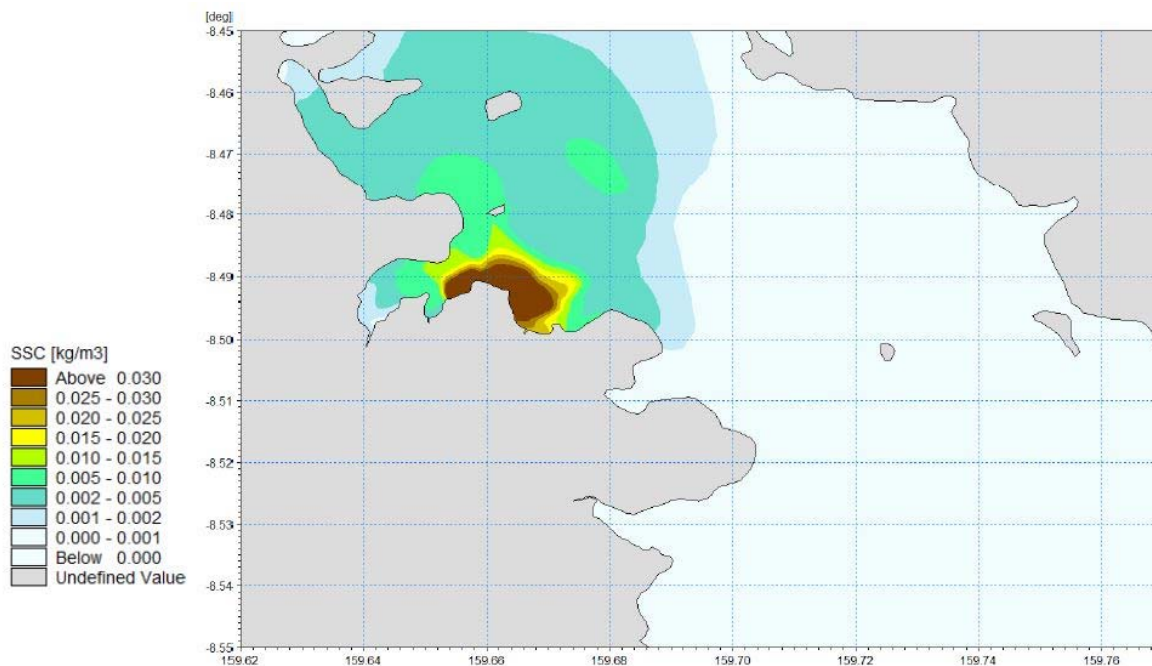 [deg]
-8.45
-8.46
-8.47
-8.48
-8.49
-8.50
-8.51
-8.52
-8.53
-8.54
-8.55
159.62 159.64 159.66 159.68 159.70 159.72 159.74 159.76
SSC [kg/m3]
Above 0.030
0.025 - 0.030
0.020 - 0.025
0.015 - 0.020
0.010 - 0.015
0.005 - 0.010
0.002 - 0.005
0.001 - 0.002
0.000 - 0.001
Below 0.000
Undefined Value